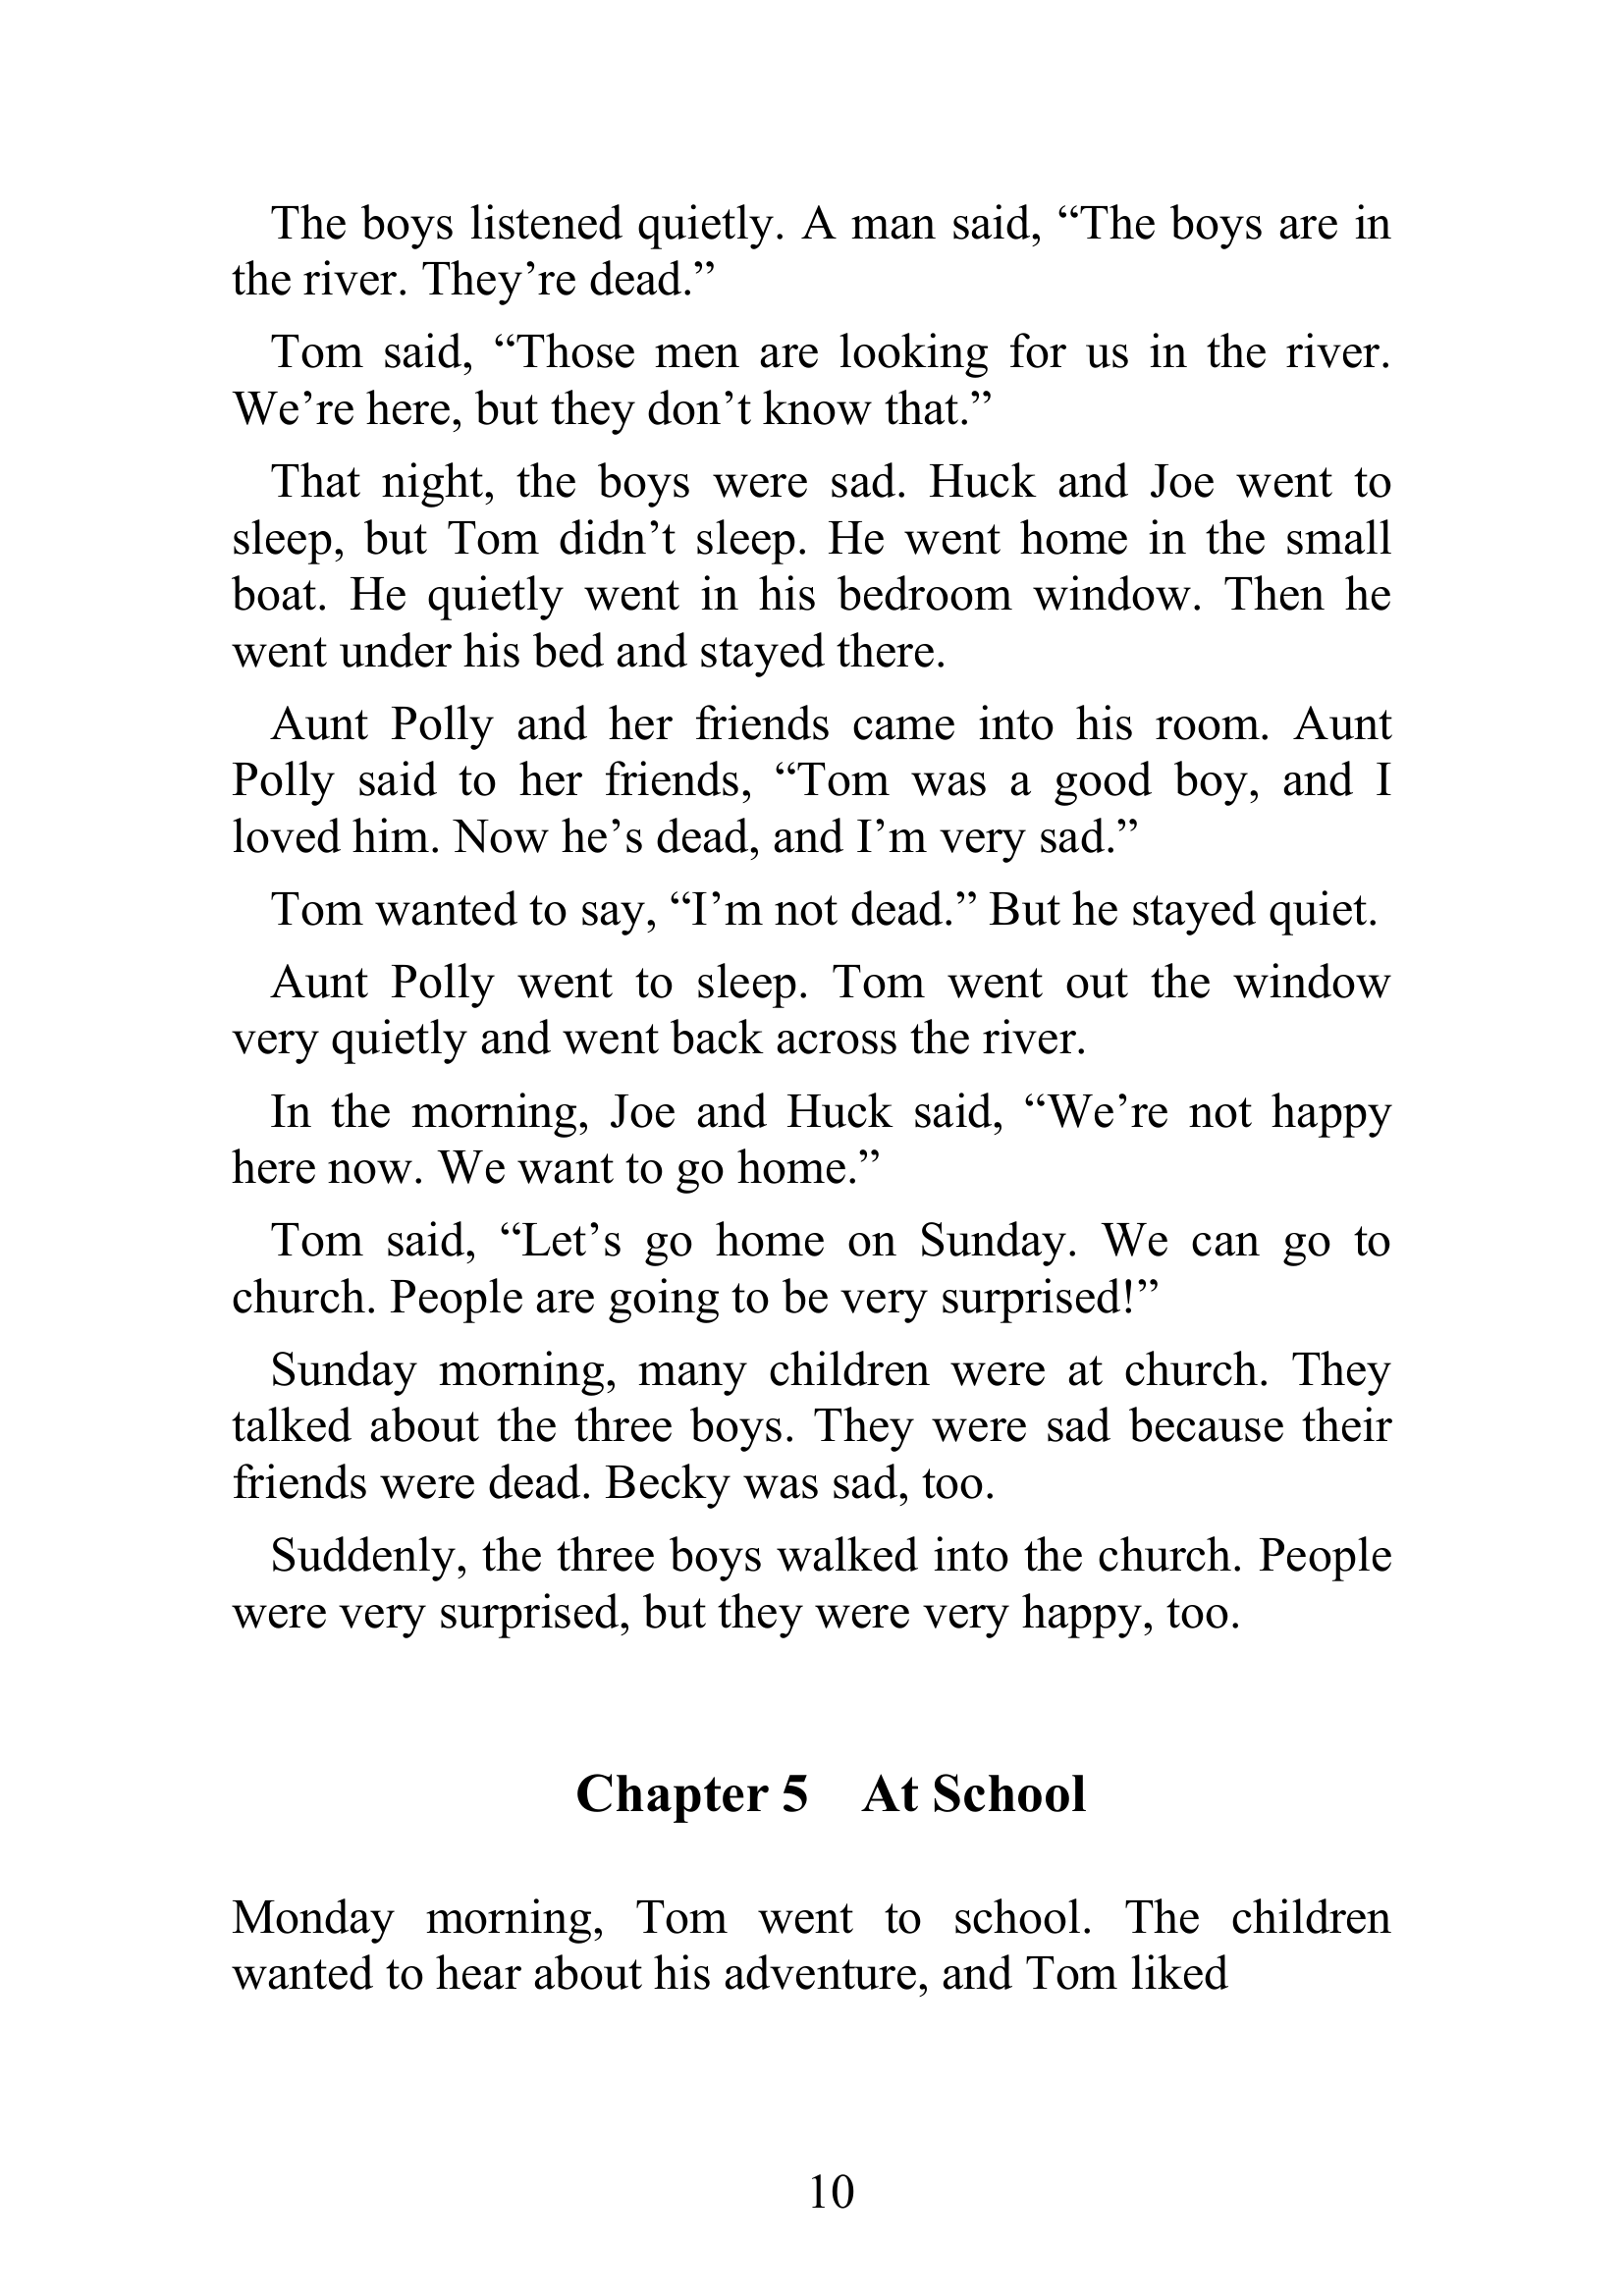 The boys listened quietly. A man said, “The boys are in
the river. They’re dead.”
Tom said, “Those men are looking for us in the river.
We’re here, but they don’t know that.”
That night, the boys were sad. Huck and Joe went to
sleep, but Tom didn’t sleep. He went home in the small
boat. He quietly went in his bedroom window. Then he
went under his bed and stayed there.
Aunt Polly and her friends came into his room. Aunt
Polly said to her friends, “Tom was a good boy, and I
loved him. Now he’s dead, and I’m very sad.”
Tom wanted to say, “I’m not dead.” But he stayed quiet.
Aunt Polly went to sleep. Tom went out the window
very quietly and went back across the river.
In the morning, Joe and Huck said, “We’re not happy
here now. We want to go home.”
Tom said, “Let’s go home on Sunday. We can go to
church. People are going to be very surprised!”
Sunday morning, many children were at church. They
talked about the three boys. They were sad because their
friends were dead. Becky was sad, too.
Suddenly, the three boys walked into the church. People
were very surprised, but they were very happy, too.
Chapter 5 At School
Monday morning, Tom went to school. The children
wanted to hear about his adventure, and Tom liked
10